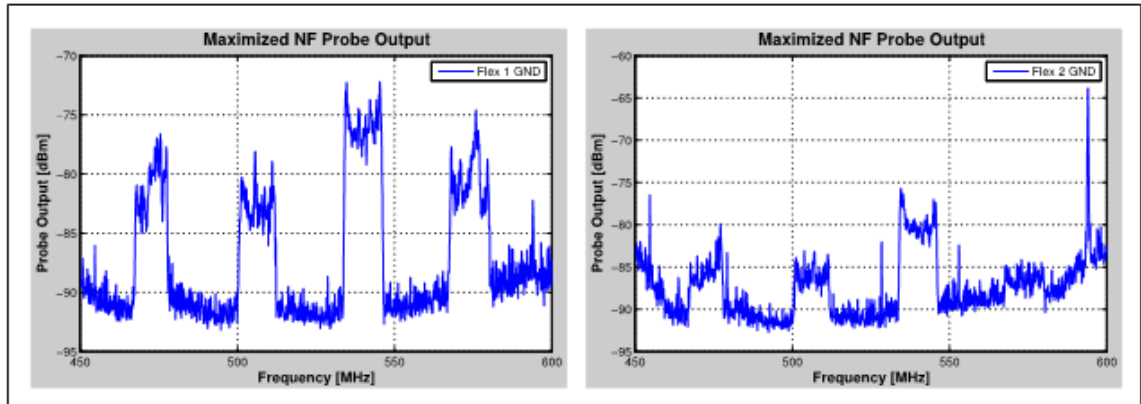 Maximized NF Probe Output
Flex 1 GND
Probe Output [dBm]
−70
−75
−80
−85
−90
−95
450
500
550
600
Frequency [MHz]
Maximized NF Probe Output
Flex 2 GND
Probe Output [dBm]
−60
−65
−70
−75
−80
−85
−90
−95
450
500
550
600
Frequency [MHz]